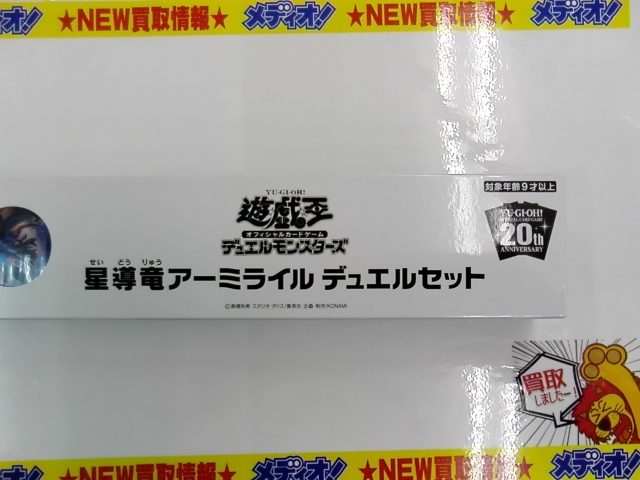 ★NEW買取情報★ メディオ! ★NEW買取情報★ メディオ!
対象年齢9才以上
YU-GI-OH!
遊戯王
オフィシャルカードゲーム
デュエルモンスターズ
YU-GI-OH!
OFFICIAL CARD GAME
20th
ANNIVERSARY
せい どう りゅう
星導竜アーミライル デュエルセット
©高橋和希 スタジオ・ダイス/集英社 企画・制作/KONAMI
買取
しましたー!
メディオ! ★NEW買取情報★ メディオ! ★NEW買取情報★